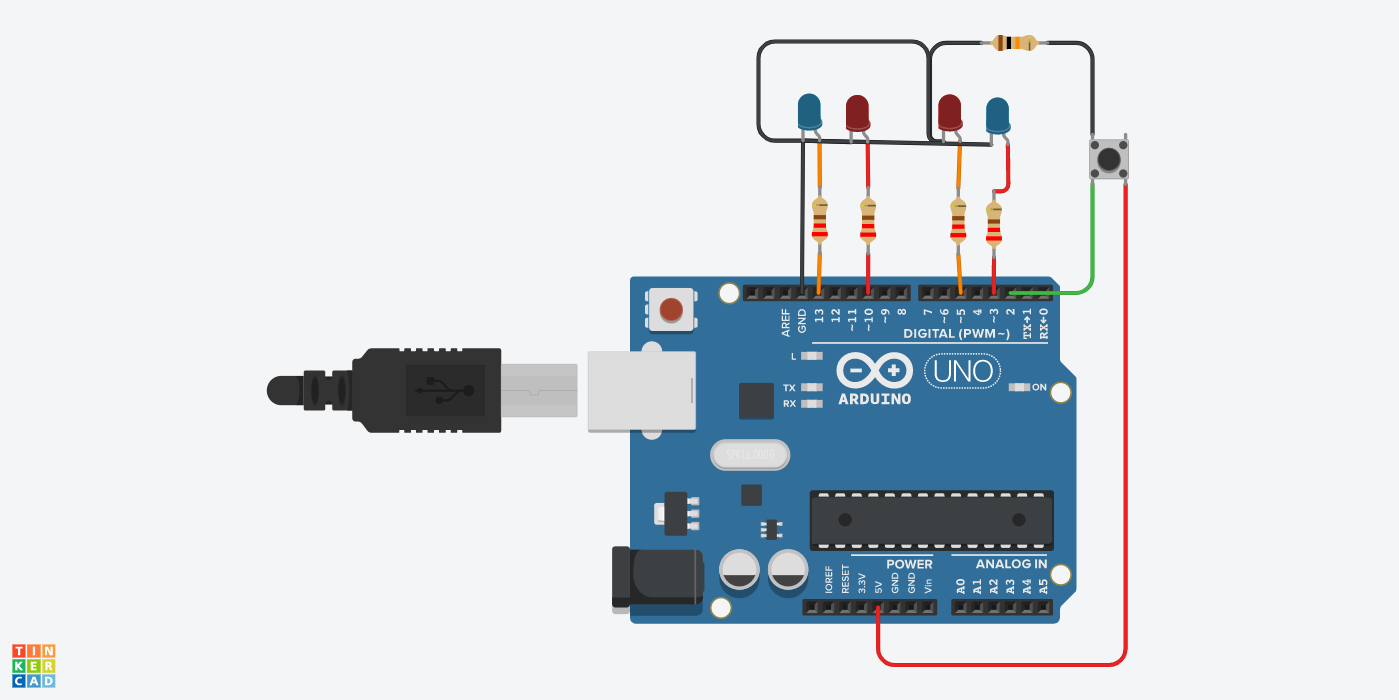 AREF
GND
13
12
~11
~10
~9
8
7
~6
~5
4
~3
2
TX→1
RX←0
DIGITAL (PWM~)
L
TX
RX
ARDUINO
UNO
ON
IOREF
RESET
3.3V
5V
GND
GND
Vin
POWER
ANALOG IN
A0
A1
A2
A3
A4
A5
TIN
KER
CAD